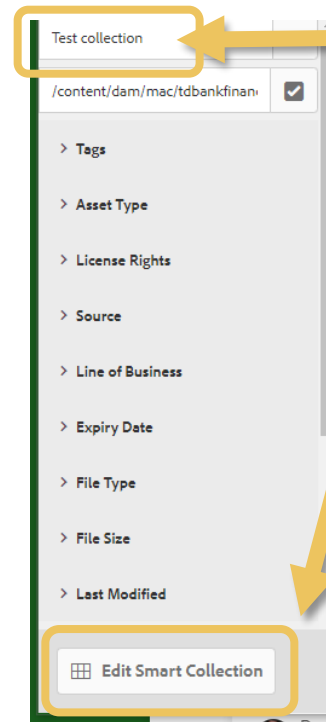 Test collection
/content/dam/mac/tdbankfinan
Tags
Asset Type
License Rights
Source
Line of Business
Expiry Date
File Type
File Size
Last Modified
Edit Smart Collection